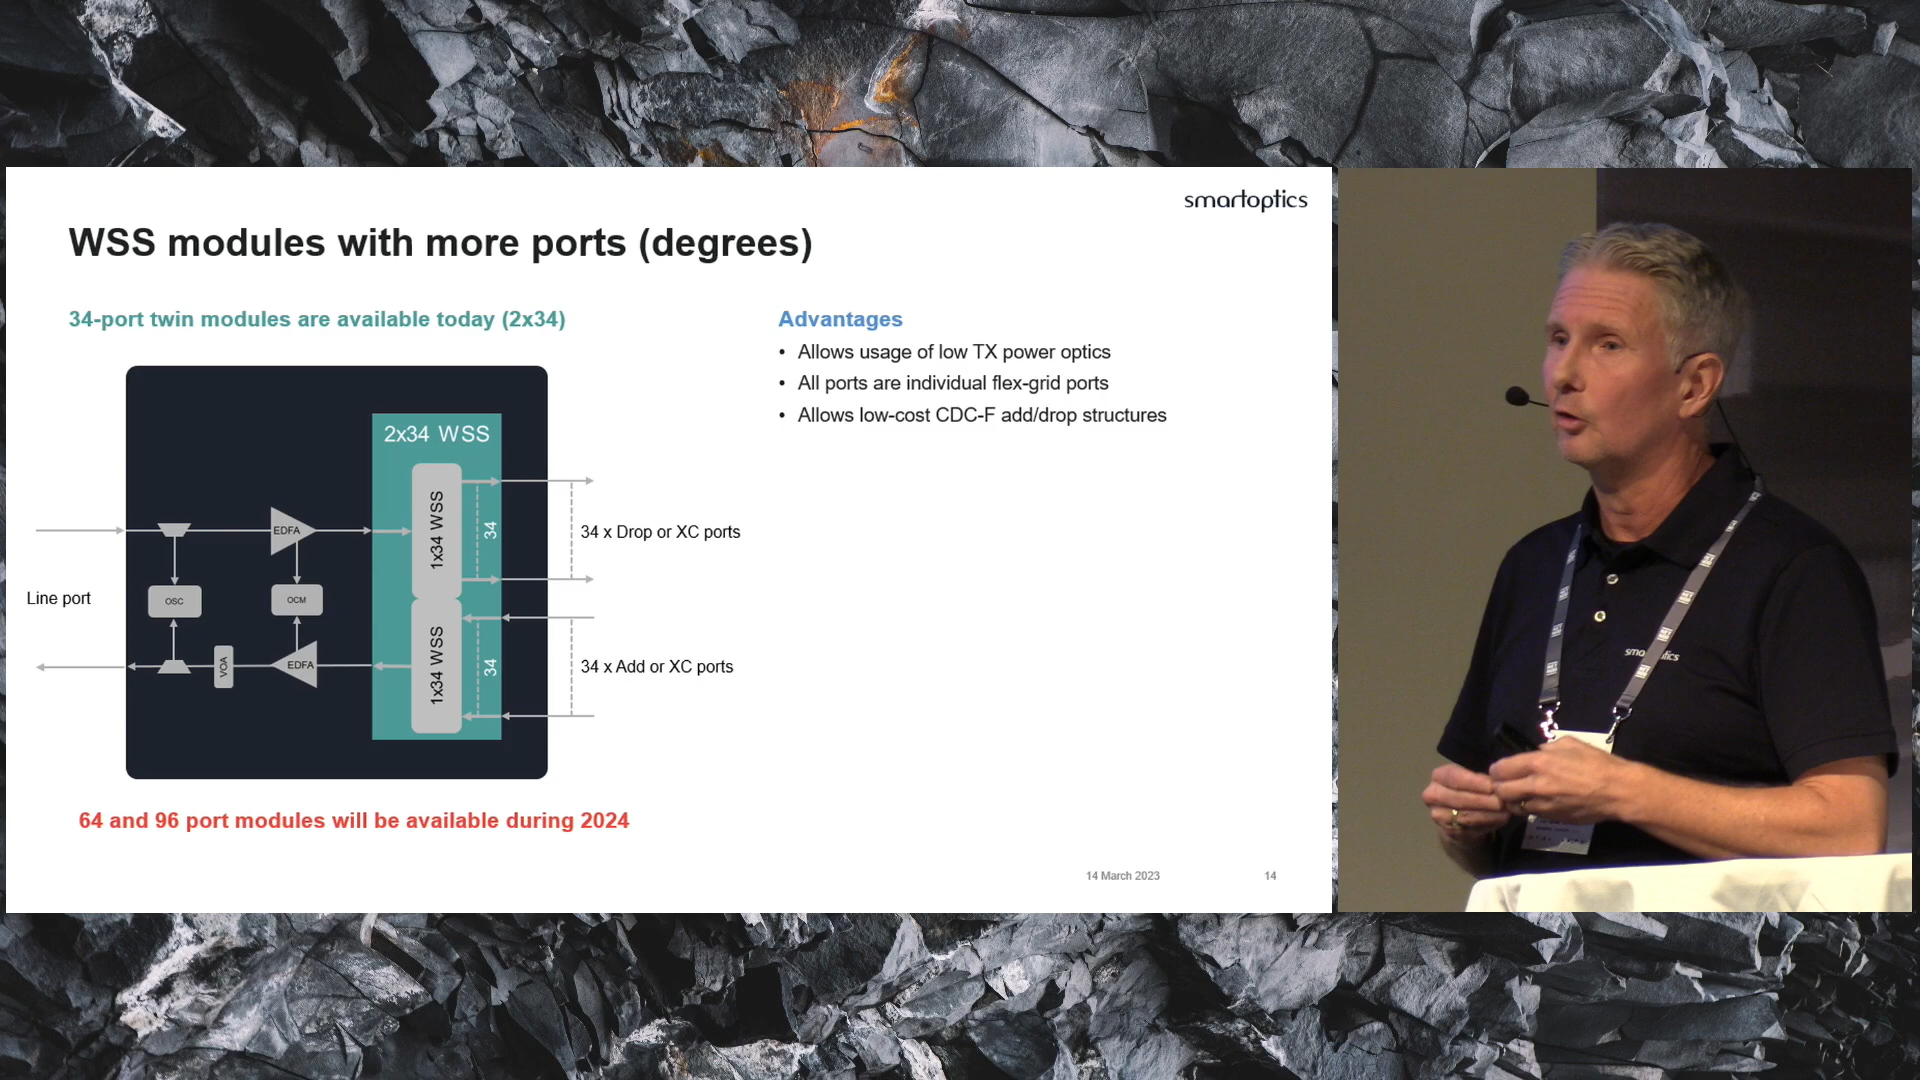 smartoptics
WSS modules with more ports (degrees)
34-port twin modules are available today (2x34)
2x34 WSS
1x34 WSS
34
34 x Drop or XC ports
EDFA
Line port
OSC
OCM
VOA
EDFA
1x34 WSS
34
34 x Add or XC ports
64 and 96 port modules will be available during 2024
Advantages
• Allows usage of low TX power optics
• All ports are individual flex-grid ports
• Allows low-cost CDC-F add/drop structures
14 March 2023
14